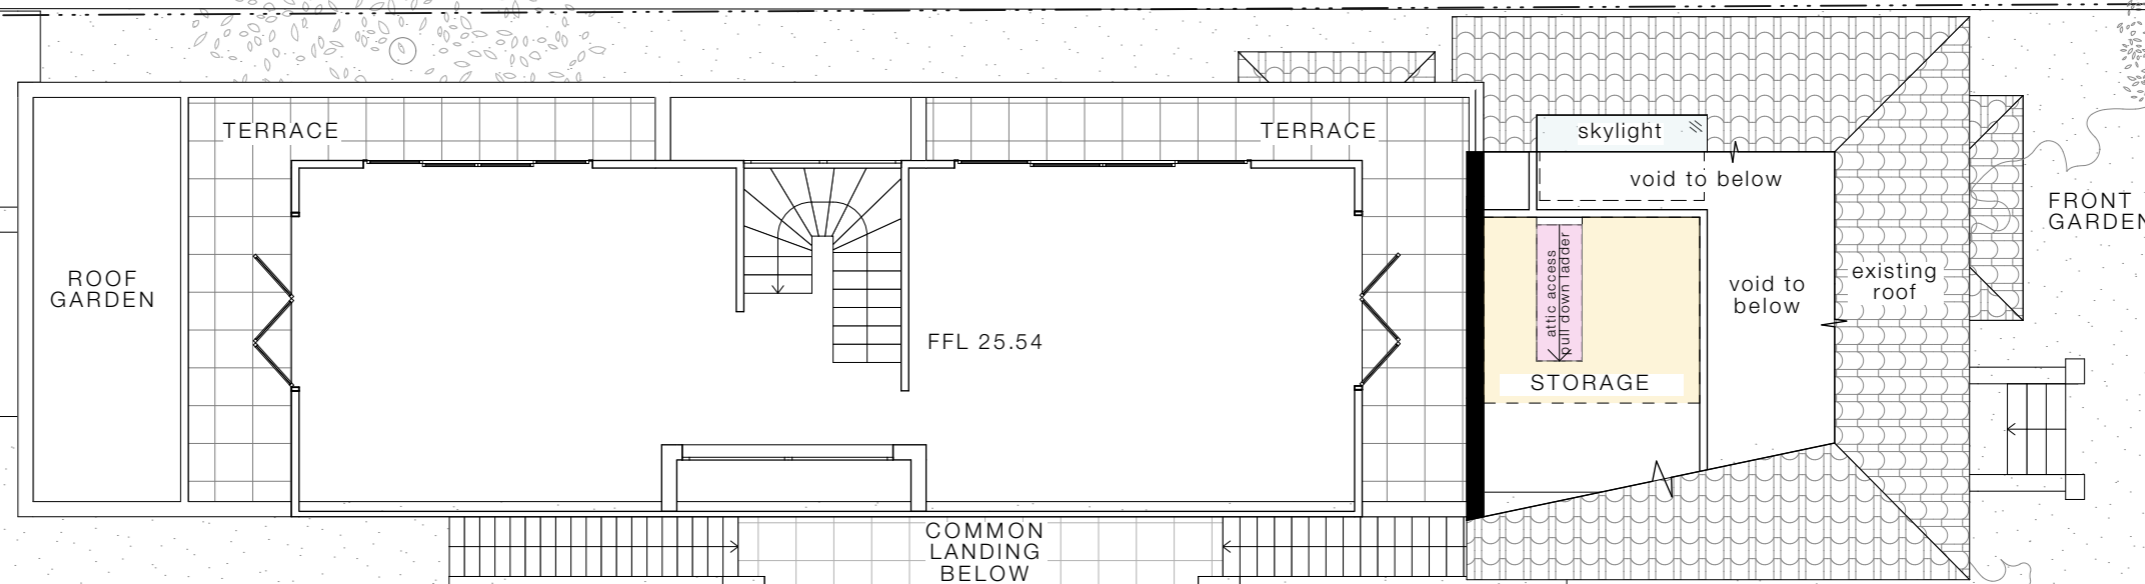 TERRACE
TERRACE
skylight
void to below
FRONT
GARDEN
ROOF
GARDEN
attic access
pull down ladder
void to
below
existing
roof
FFL 25.54
STORAGE
COMMON
LANDING
BELOW